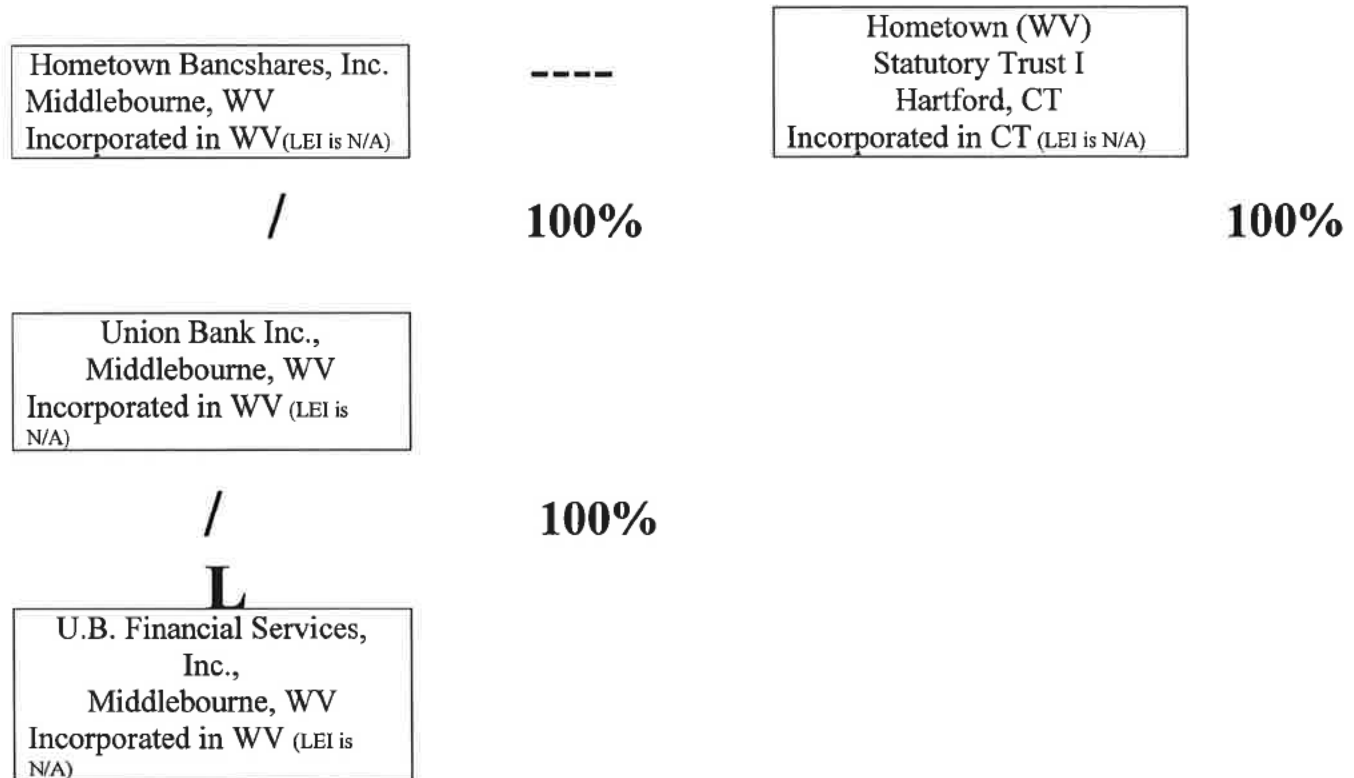 Hometown Bancshares, Inc.
Middlebourne, WV
Incorporated in WV(LEI is N/A)
----
Hometown (WV)
Statutory Trust I
Hartford, CT
Incorporated in CT (LEI is N/A)
/
100%
100%
Union Bank Inc.,
Middlebourne, WV
Incorporated in WV (LEI is
N/A)
/
100%
L
U.B. Financial Services,
Inc.,
Middlebourne, WV
Incorporated in WV (LEI is
N/A)